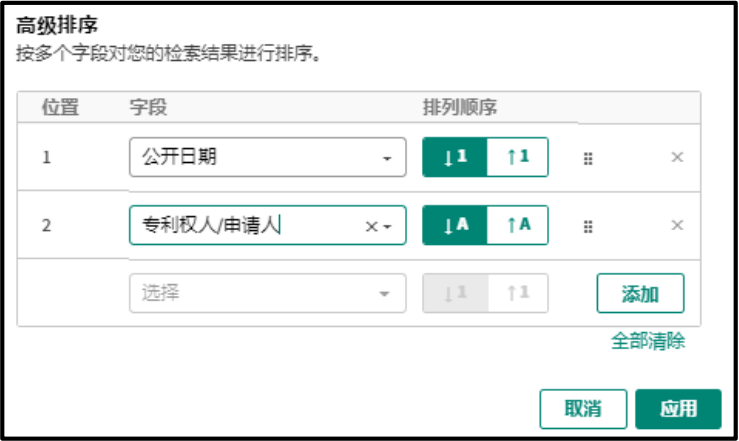 高级排序
按多个字段对您的检索结果进行排序。
位置 字段 排列顺序
1 公开日期 ↓1 ↑1 ×
2 专利权人/申请人 × ↓A ↑A ×
选择 ↓1 ↑1 添加
全部清除
取消 应用